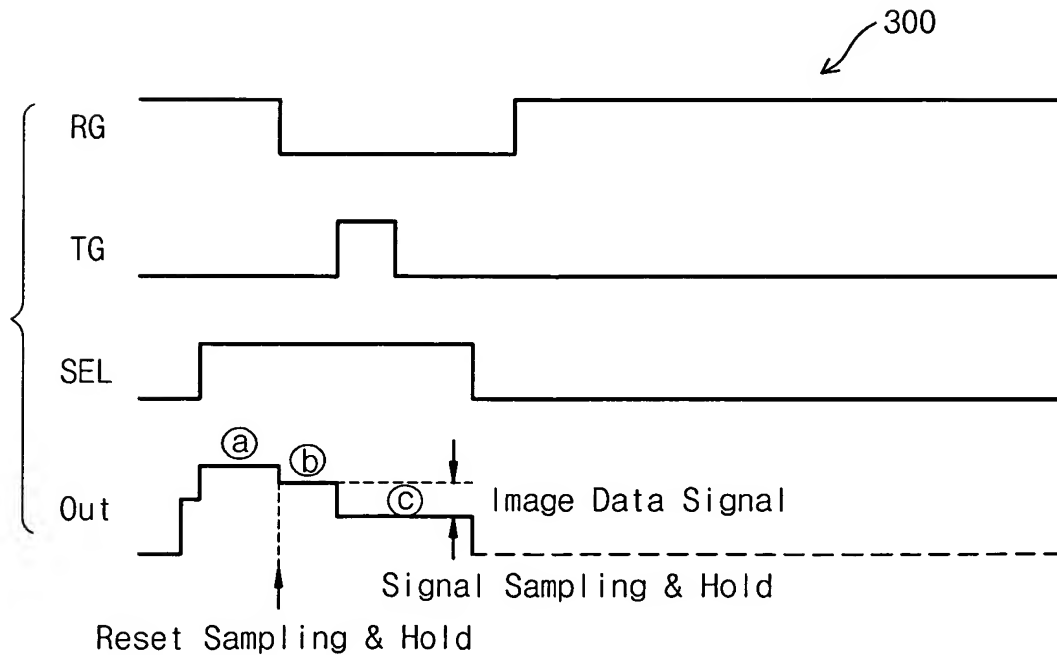 300
RG
TG
SEL
ⓐ
ⓑ
ⓒ
Out
Image Data Signal
Signal Sampling & Hold
Reset Sampling & Hold